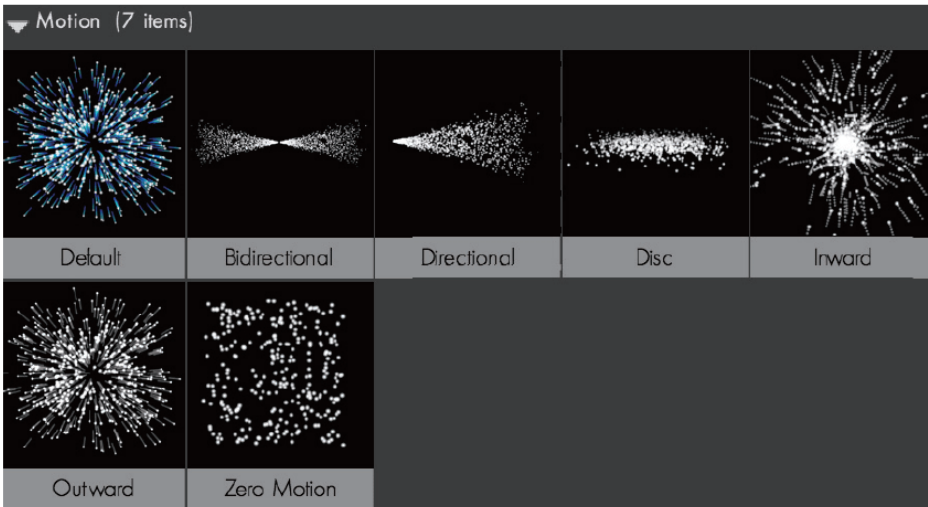 Motion (7 items)
Default
Bidirectional
Directional
Disc
Inward
Outward
Zero Motion